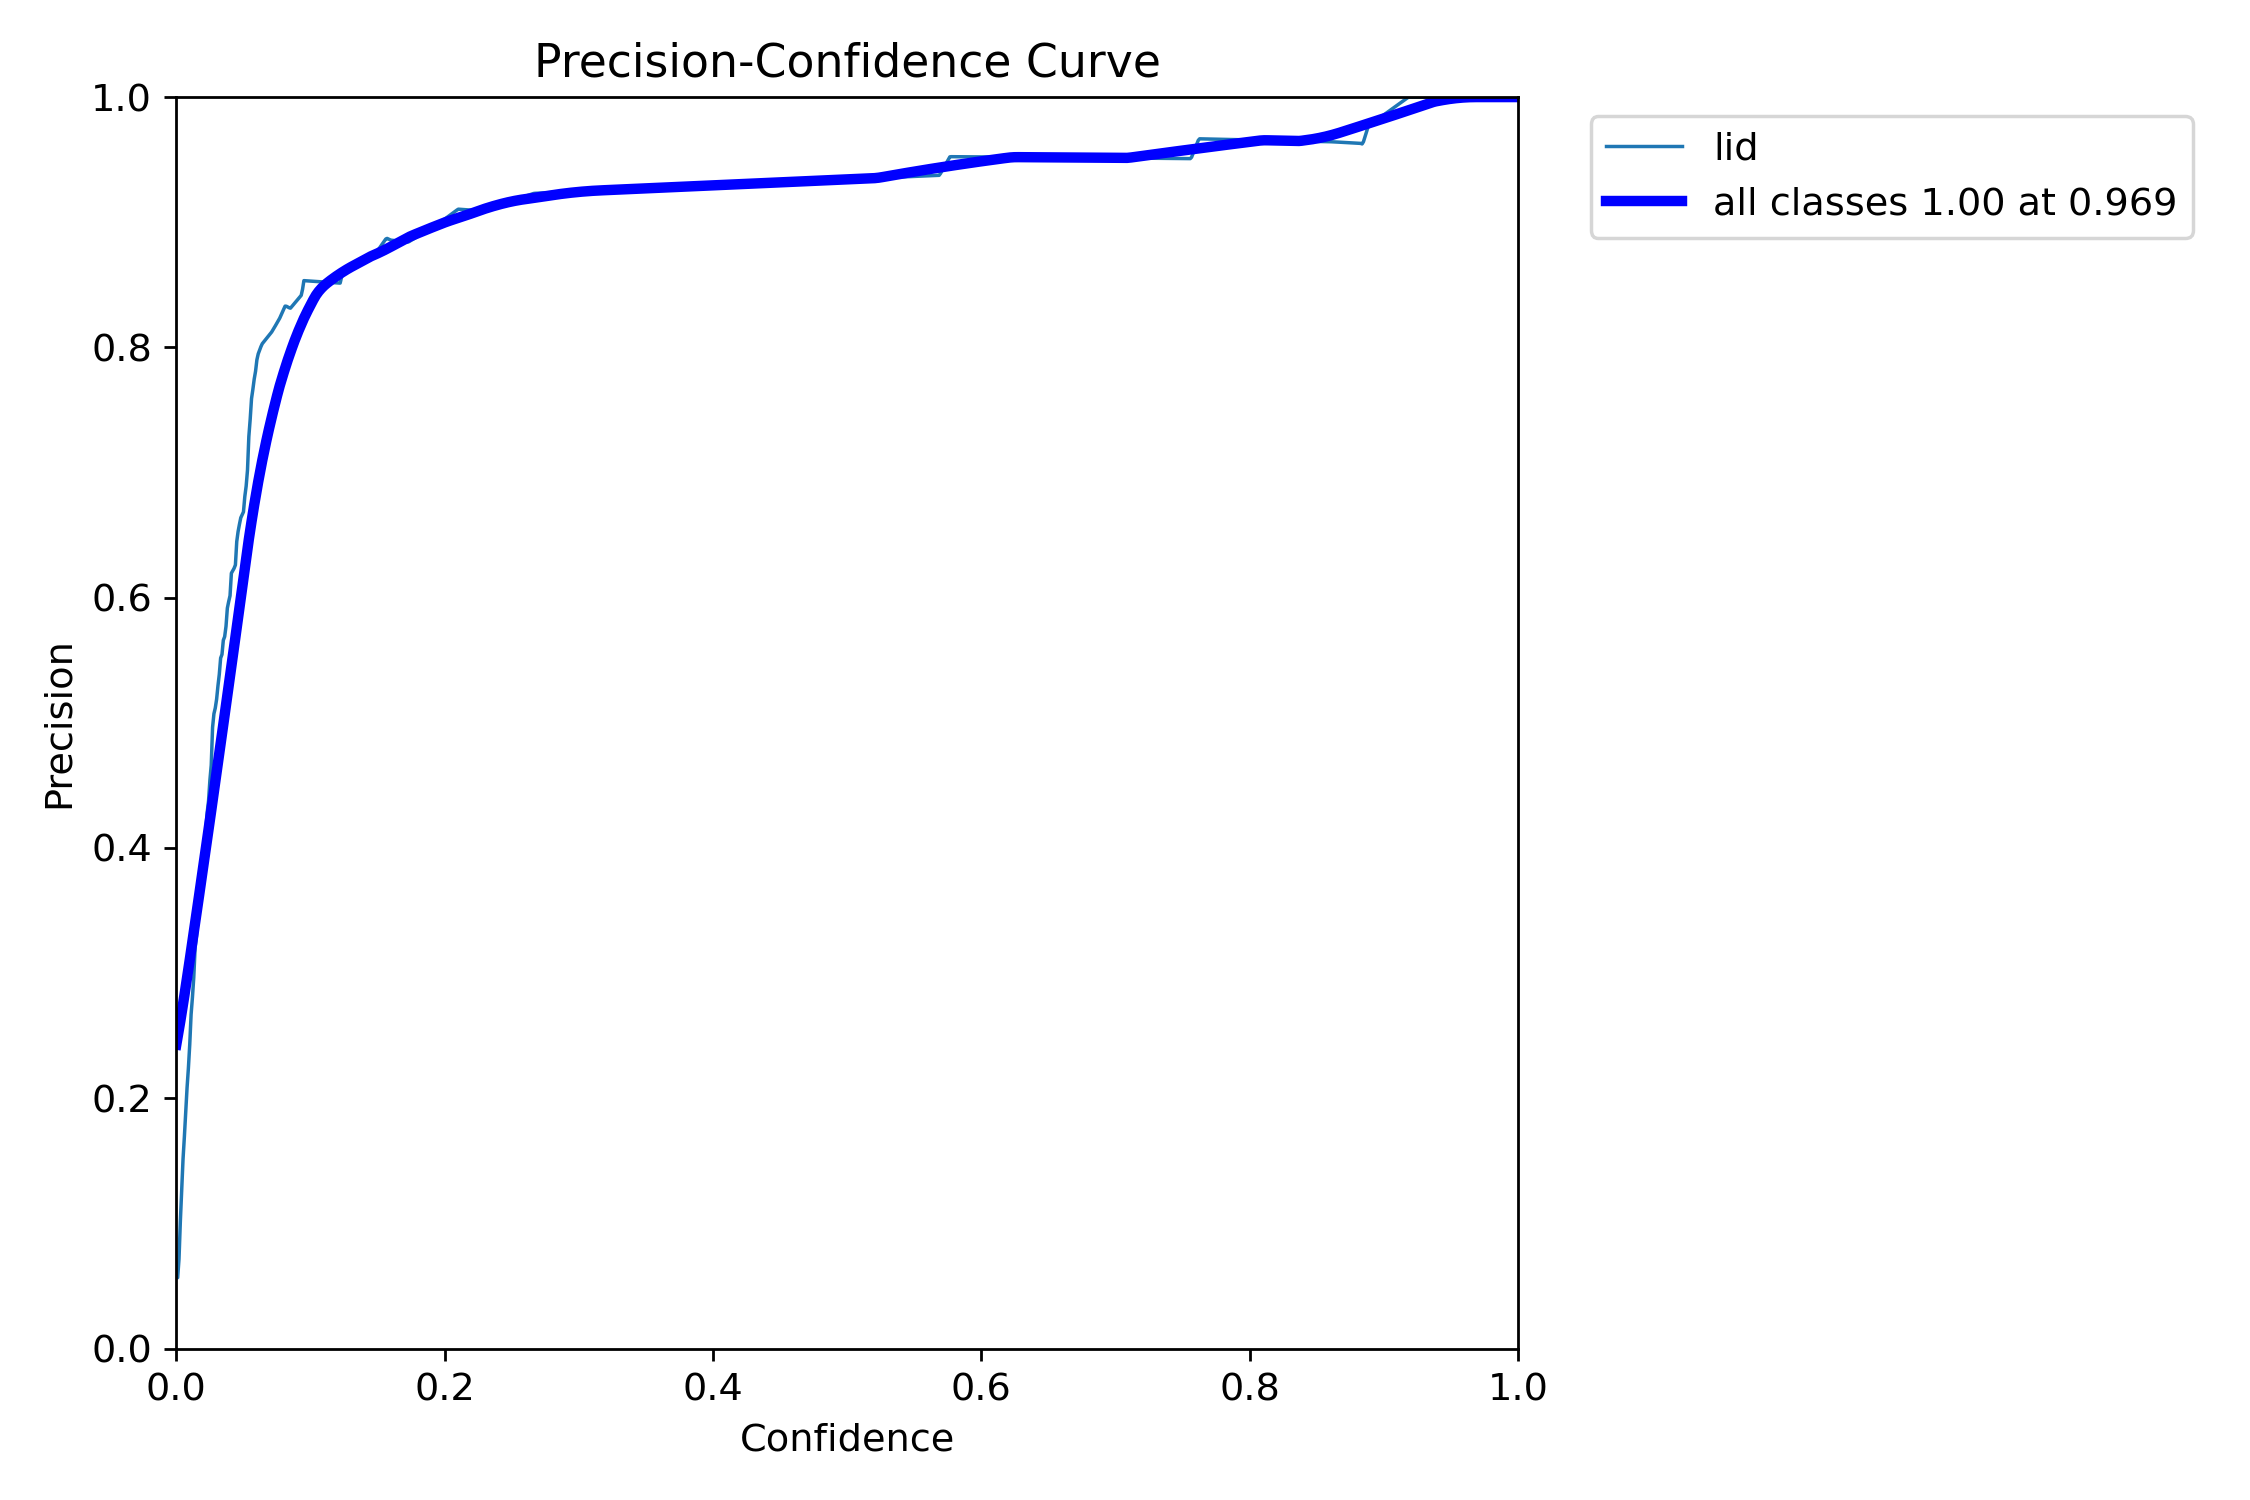 Precision-Confidence Curve
1.0
0.8
0.6
0.4
0.2
0.0
Precision
0.0 0.2 0.4 0.6 0.8 1.0
Confidence
lid
all classes 1.00 at 0.969